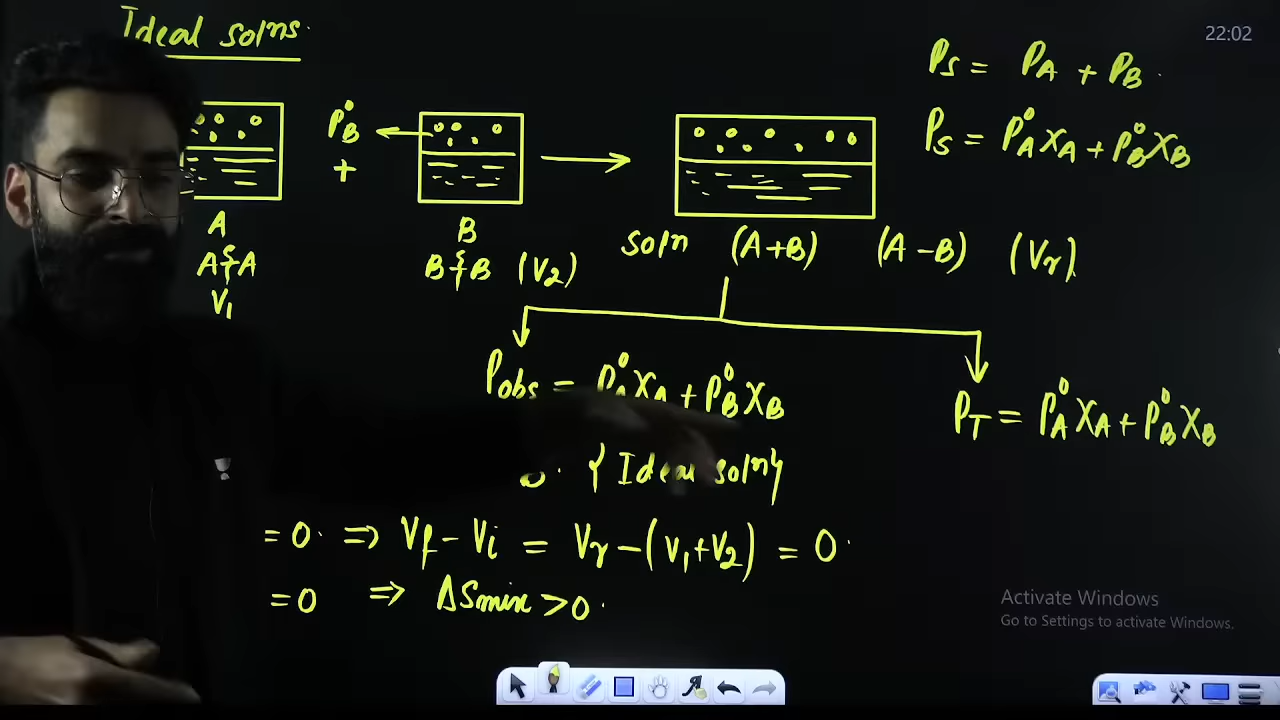 Ideal solns.
22:02
Ps = PA + PB.
P°B
+
Ps = P°A XA + P°B XB
A
B
soln (A+B) (A-B) (Vr)
A}{A
B}{B (V2)
V1
Pobs = P°A XA + P°B XB
PT = P°A XA + P°B XB
{Ideal soln}
= 0. ⇒ Vf - Vi = Vr - (V1+V2) = 0.
= 0 ⇒ ΔSmix > 0.
Activate Windows
Go to Settings to activate Windows.